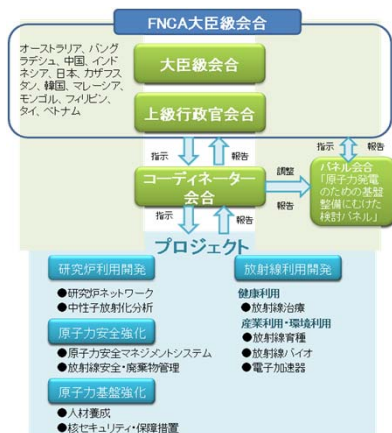 FNCA大臣級会合
オーストラリア、バング
ラデシュ、中国、インド
ネシア、日本、カザフス
タン、韓国、マレーシア、
モンゴル、フィリピン、
タイ、ベトナム
大臣級会合
上級行政官会合
指示
報告
指示
報告
コーディネーター
会合
調整
報告
パネル会合
「原子力発電
のための基盤
整備にむけた
検討パネル」
指示
報告
プロジェクト
研究炉利用開発
●研究炉ネットワーク
●中性子放射化分析
原子力安全強化
●原子力安全マネジメントシステム
●放射線安全・廃棄物管理
原子力基盤強化
●人材養成
●核セキュリティ・保障措置
放射線利用開発
健康利用
●放射線治療
産業利用・環境利用
●放射線育種
●放射線バイオ
●電子加速器